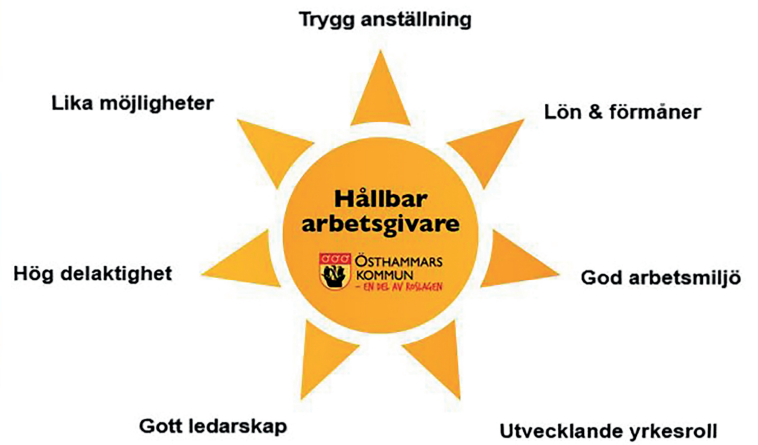 Trygg anställning
Lika möjligheter
Lön & förmåner
Hållbar
arbetsgivare
ÖSTHAMMARS
KOMMUN
– EN DEL AV ROSLAGEN
Hög delaktighet
God arbetsmiljö
Gott ledarskap
Utvecklande yrkesroll